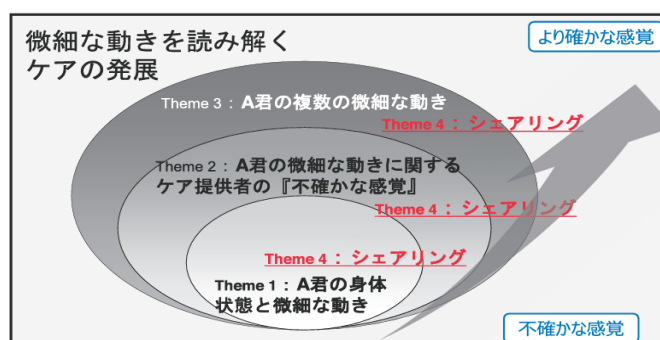 微細な動きを読み解く
ケアの発展
より確かな感覚
Theme 3 : A君の複数の微細な動き
Theme 4 : シェアリング
Theme 2 : A君の微細な動きに関する
ケア提供者の『不確かな感覚』
Theme 4 : シェアリング
Theme 4 : シェアリング
Theme 1 : A君の身体
状態と微細な動き
不確かな感覚